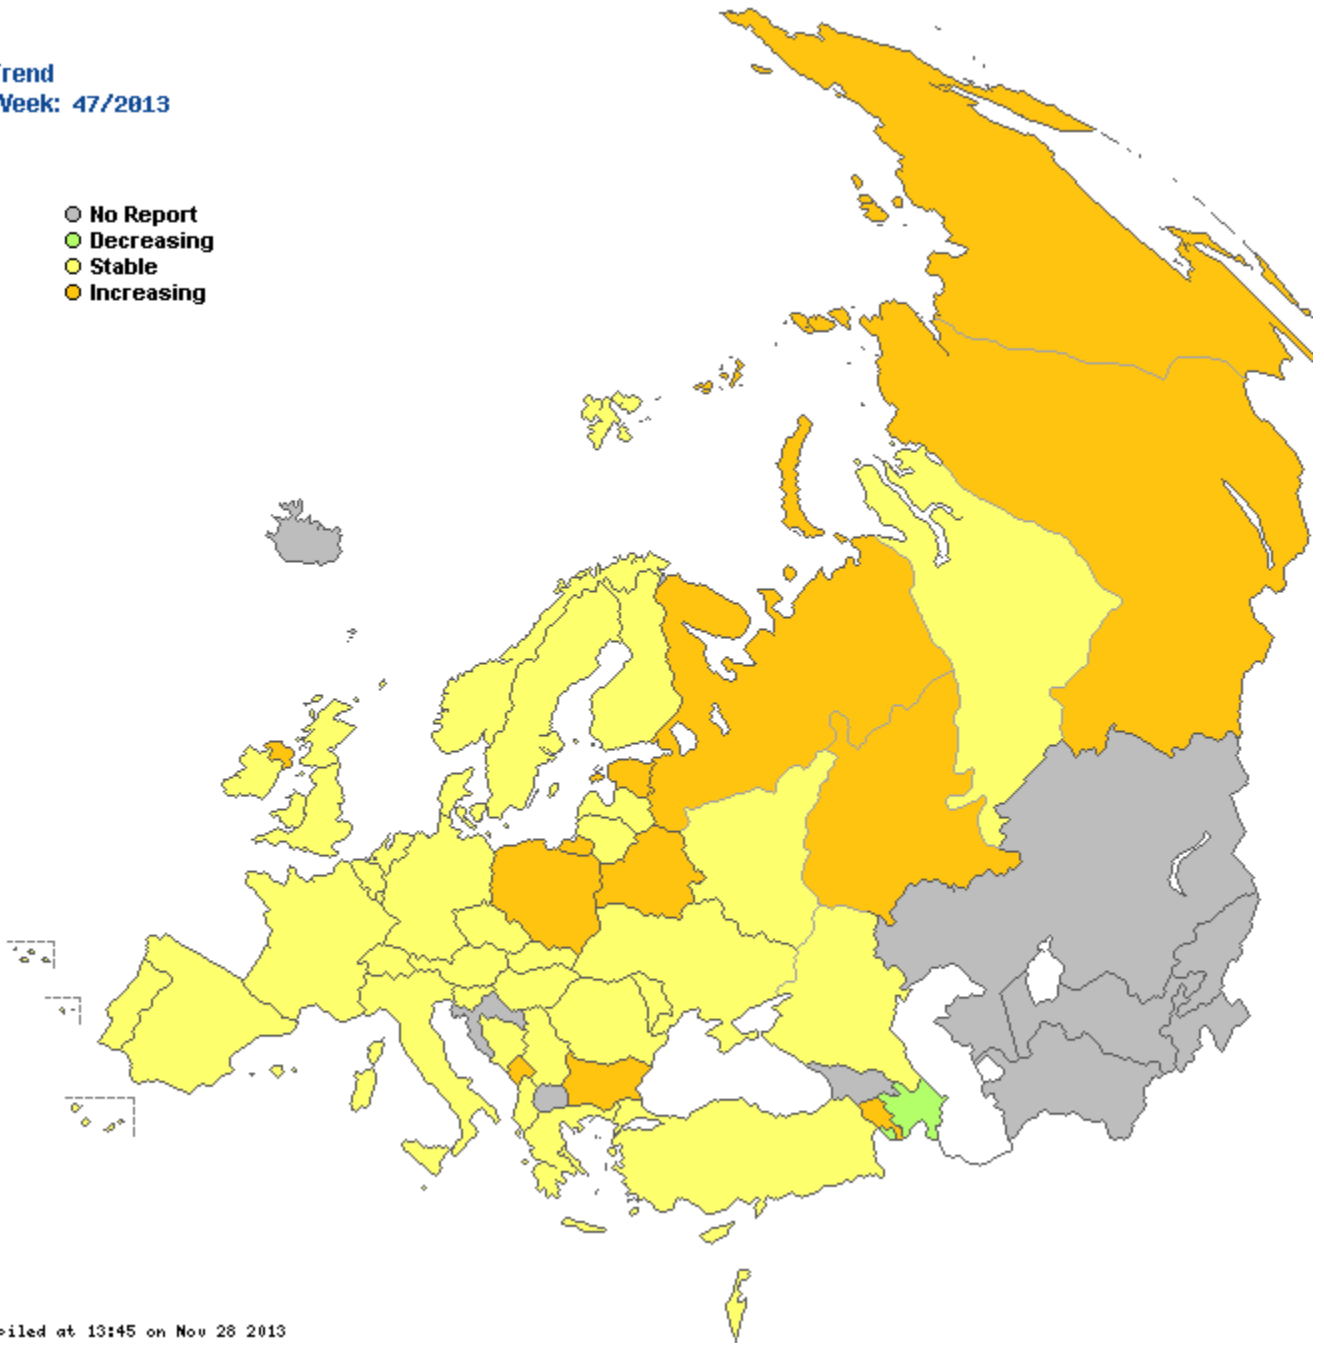 rend
Week: 47/2013
No Report
Decreasing
Stable
Increasing
piled at 13:45 on Nov 28 2013